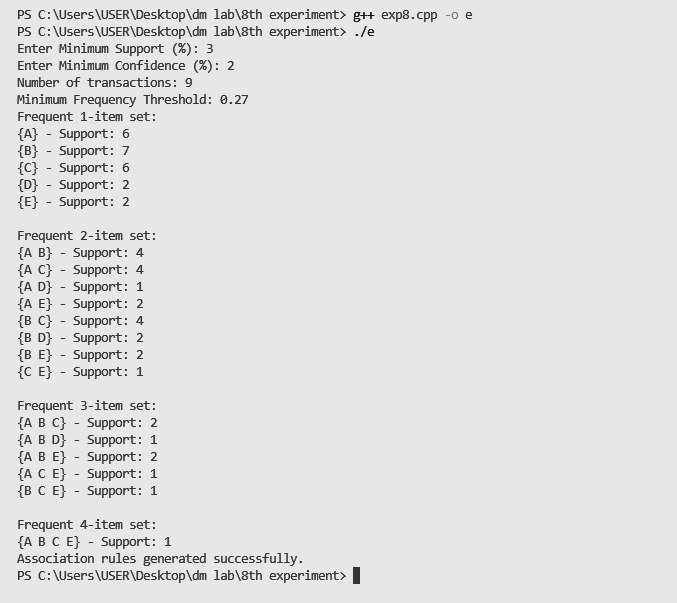 PS C:\Users\USER\Desktop\dm lab\8th experiment> g++ exp8.cpp -o e
PS C:\Users\USER\Desktop\dm lab\8th experiment> ./e
Enter Minimum Support (%): 3
Enter Minimum Confidence (%): 2
Number of transactions: 9
Minimum Frequency Threshold: 0.27
Frequent 1-item set:
{A} - Support: 6
{B} - Support: 7
{C} - Support: 6
{D} - Support: 2
{E} - Support: 2

Frequent 2-item set:
{A B} - Support: 4
{A C} - Support: 4
{A D} - Support: 1
{A E} - Support: 2
{B C} - Support: 4
{B D} - Support: 2
{B E} - Support: 2
{C E} - Support: 1

Frequent 3-item set:
{A B C} - Support: 2
{A B D} - Support: 1
{A B E} - Support: 2
{A C E} - Support: 1
{B C E} - Support: 1

Frequent 4-item set:
{A B C E} - Support: 1
Association rules generated successfully.
PS C:\Users\USER\Desktop\dm lab\8th experiment>